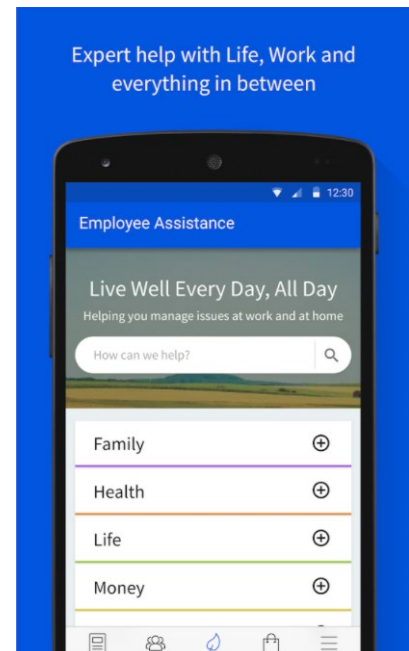 Expert help with Life, Work and
everything in between
12:30
Employee Assistance
Live Well Every Day, All Day
Helping you manage issues at work and at home
How can we help?
Family
Health
Life
Money